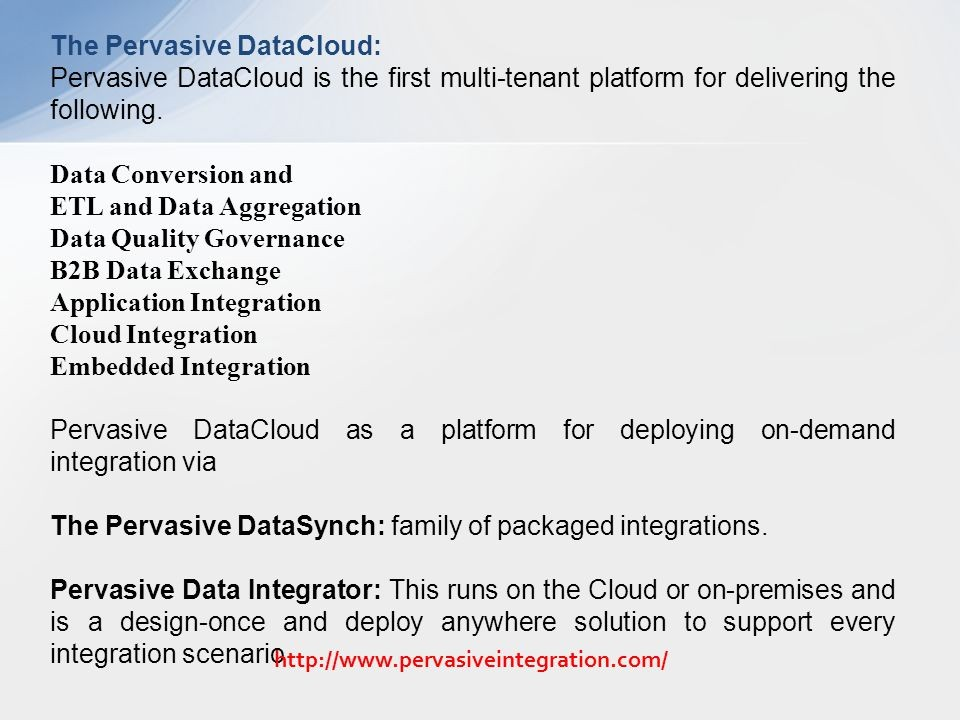 The Pervasive DataCloud:
Pervasive DataCloud is the first multi-tenant platform for delivering the
following.
Data Conversion and
ETL and Data Aggregation
Data Quality Governance
B2B Data Exchange
Application Integration
Cloud Integration
Embedded Integration
Pervasive DataCloud as a platform for deploying on-demand
integration via
The Pervasive DataSynch: family of packaged integrations.
Pervasive Data Integrator: This runs on the Cloud or on-premises and
is a design-once and deploy anywhere solution to support every
integration scenario
http://www.pervasiveintegration.com/